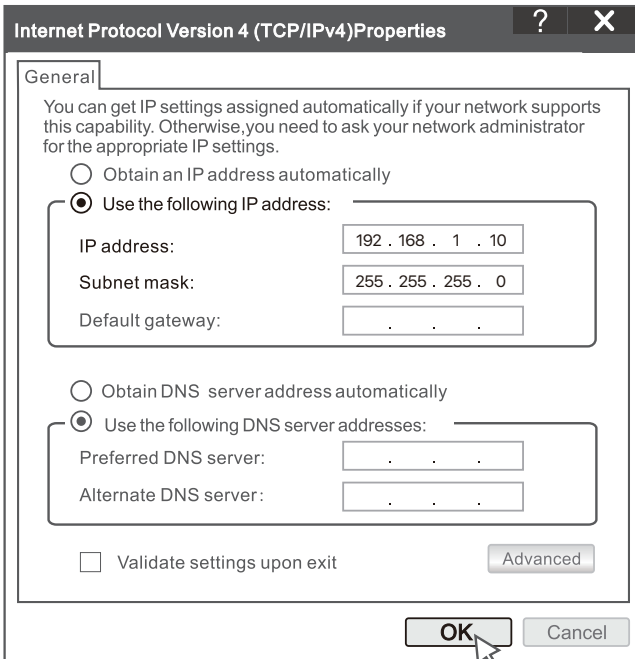 Internet Protocol Version 4 (TCP/IPv4)Properties
? X
General
You can get IP settings assigned automatically if your network supports
this capability. Otherwise,you need to ask your network administrator
for the appropriate IP settings.
Obtain an IP address automatically
Use the following IP address:
IP address: 192 . 168 . 1 . 10
Subnet mask: 255 . 255 . 255 . 0
Default gateway: . . .
Obtain DNS server address automatically
Use the following DNS server addresses:
Preferred DNS server: . . .
Alternate DNS server: . . .
Validate settings upon exit Advanced
OK Cancel